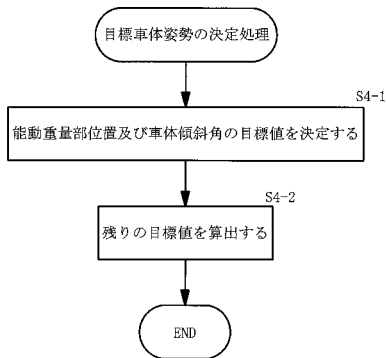 目標車体姿勢の決定処理
S4-1
能動重量部位置及び車体傾斜角の目標値を決定する
S4-2
残りの目標値を算出する
END